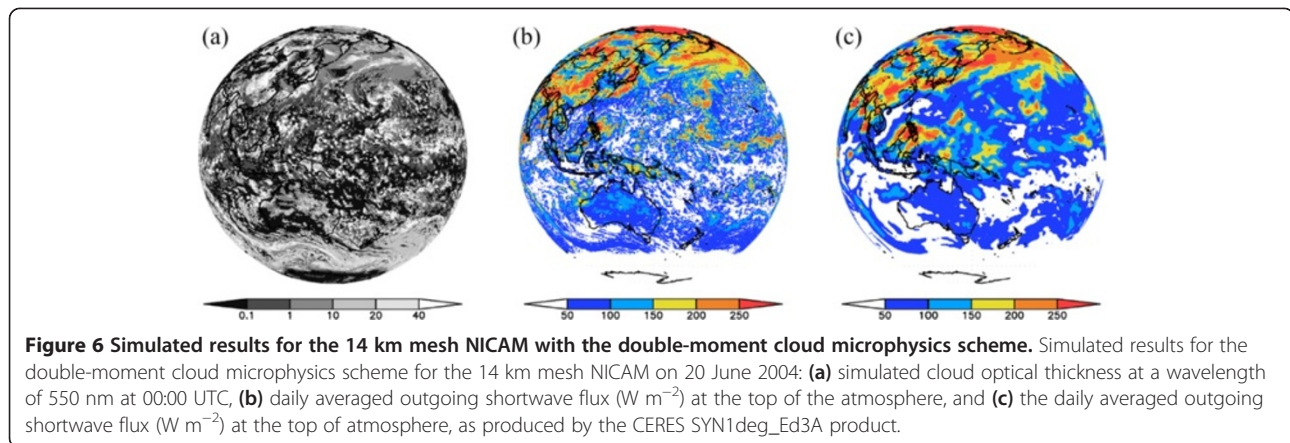 (a) (b) (c)
0.1 1 10 20 40 50 100 150 200 250 50 100 150 200 250
Figure 6 Simulated results for the 14 km mesh NICAM with the double-moment cloud microphysics scheme. Simulated results for the
double-moment cloud microphysics scheme for the 14 km mesh NICAM on 20 June 2004: (a) simulated cloud optical thickness at a wavelength
of 550 nm at 00:00 UTC, (b) daily averaged outgoing shortwave flux (W m−2) at the top of the atmosphere, and (c) the daily averaged outgoing
shortwave flux (W m−2) at the top of atmosphere, as produced by the CERES SYN1deg_Ed3A product.